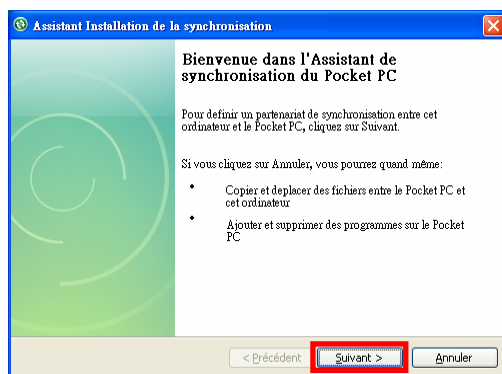 Assistant Installation de la synchronisation
Bienvenue dans l'Assistant de
synchronisation du Pocket PC
Pour definir un partenariat de synchronisation entre cet
ordinateur et le Pocket PC, cliquez sur Suivant.
Si vous cliquez sur Annuler, vous pourrez quand même:
• Copier et deplacer des fichiers entre le Pocket PC et
cet ordinateur
• Ajouter et supprimer des programmes sur le Pocket
PC
< Précédent Suivant > Annuler